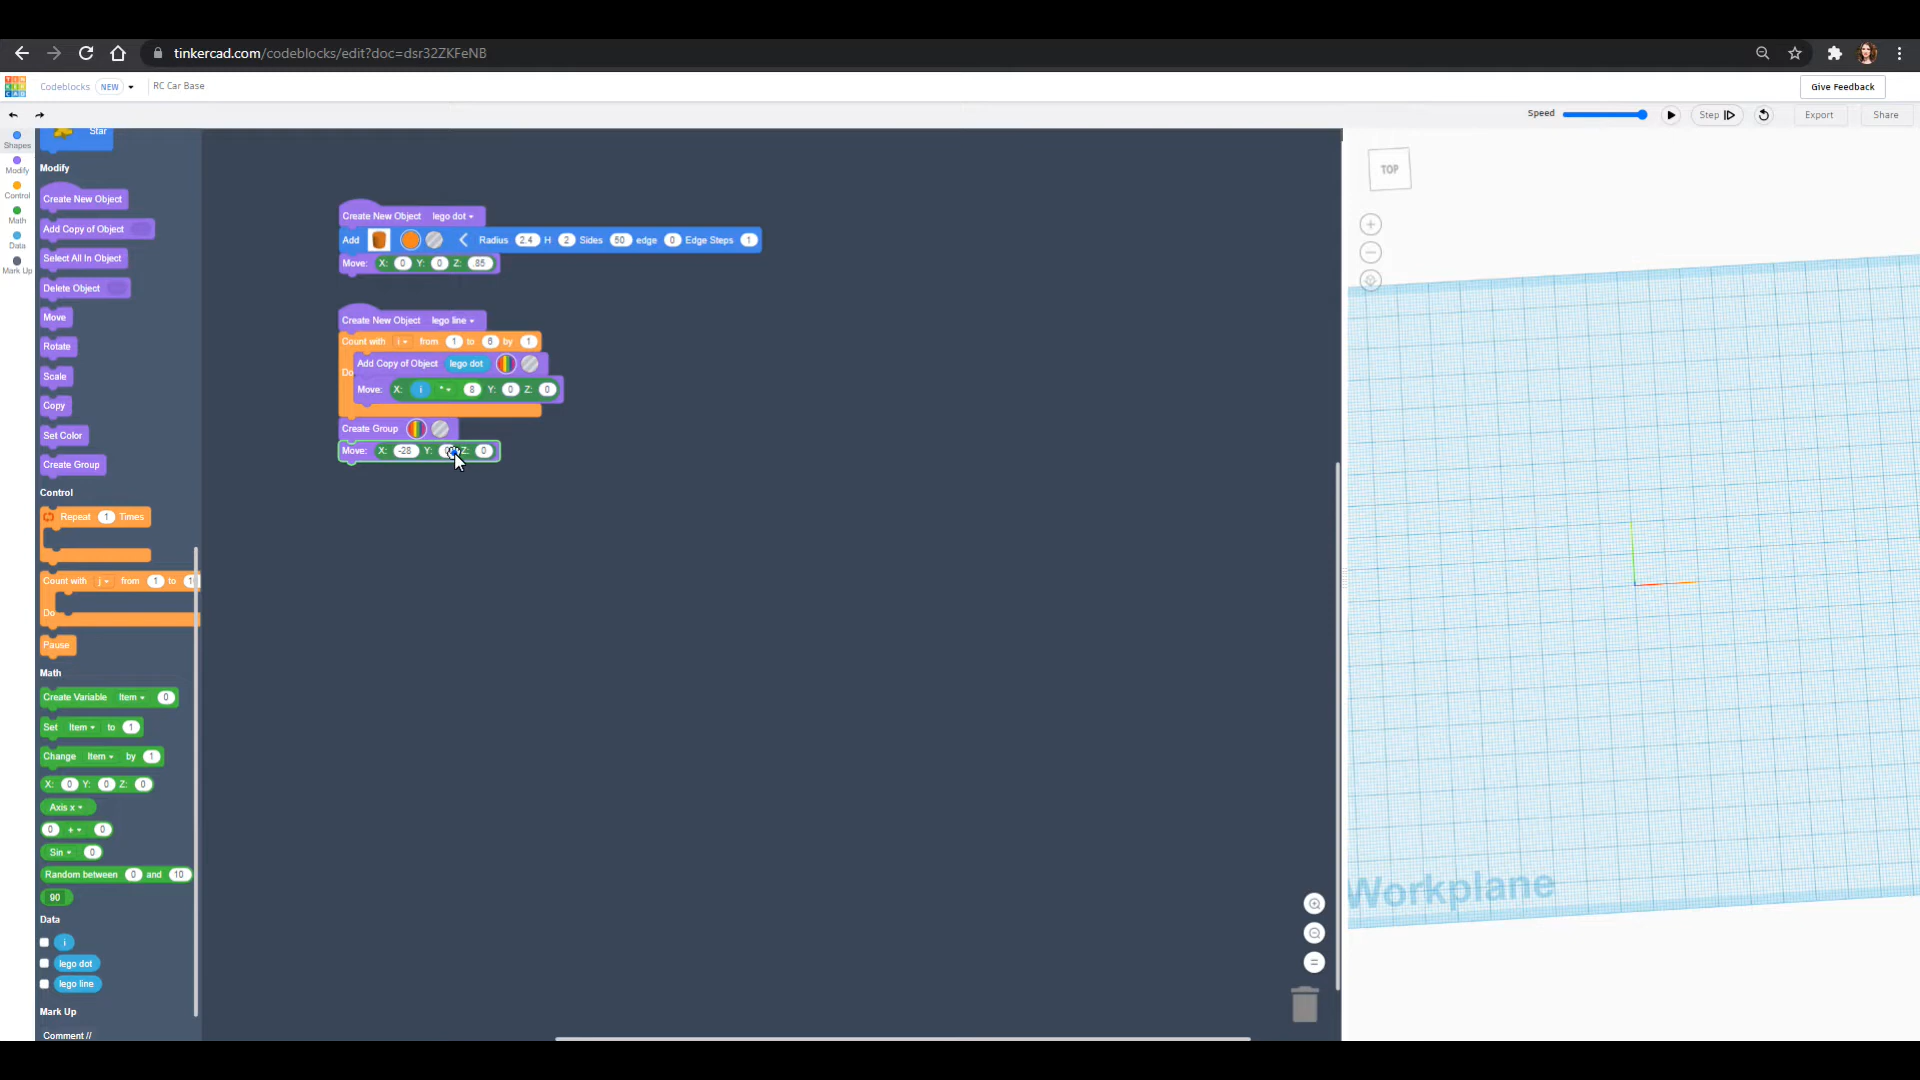 tinkercad.com/codeblocks/edit?doc=dsr32ZKFeNB
Codeblocks NEW RC Car Base Give Feedback
Speed Step Export Share
Shapes
Modify
Control
Math
Data
Mark Up
Star
Modify
Create New Object
Add Copy of Object
Select All In Object
Delete Object
Move
Rotate
Scale
Copy
Set Color
Create Group
Control
Repeat 1 Times
Count with j from 1 to
Do
Pause
Math
Create Variable Item 0
Set Item to 1
Change Item by 1
X: 0 Y: 0 Z: 0
Axis x
0 + 0
Sin 0
Random between 0 and 10
90
Data
i
lego dot
lego line
Mark Up
Comment //
Create New Object lego dot
Add Radius 2.4 H 2 Sides 50 edge 0 Edge Steps 1
Move: X: 0 Y: 0 Z: .85
Create New Object lego line
Count with i from 1 to 6 by 1
Do
Add Copy of Object lego dot
Move: X: i * 8 Y: 0 Z: 0
Create Group
Move: X: -28 Y: Z: 0
TOP
Workplane